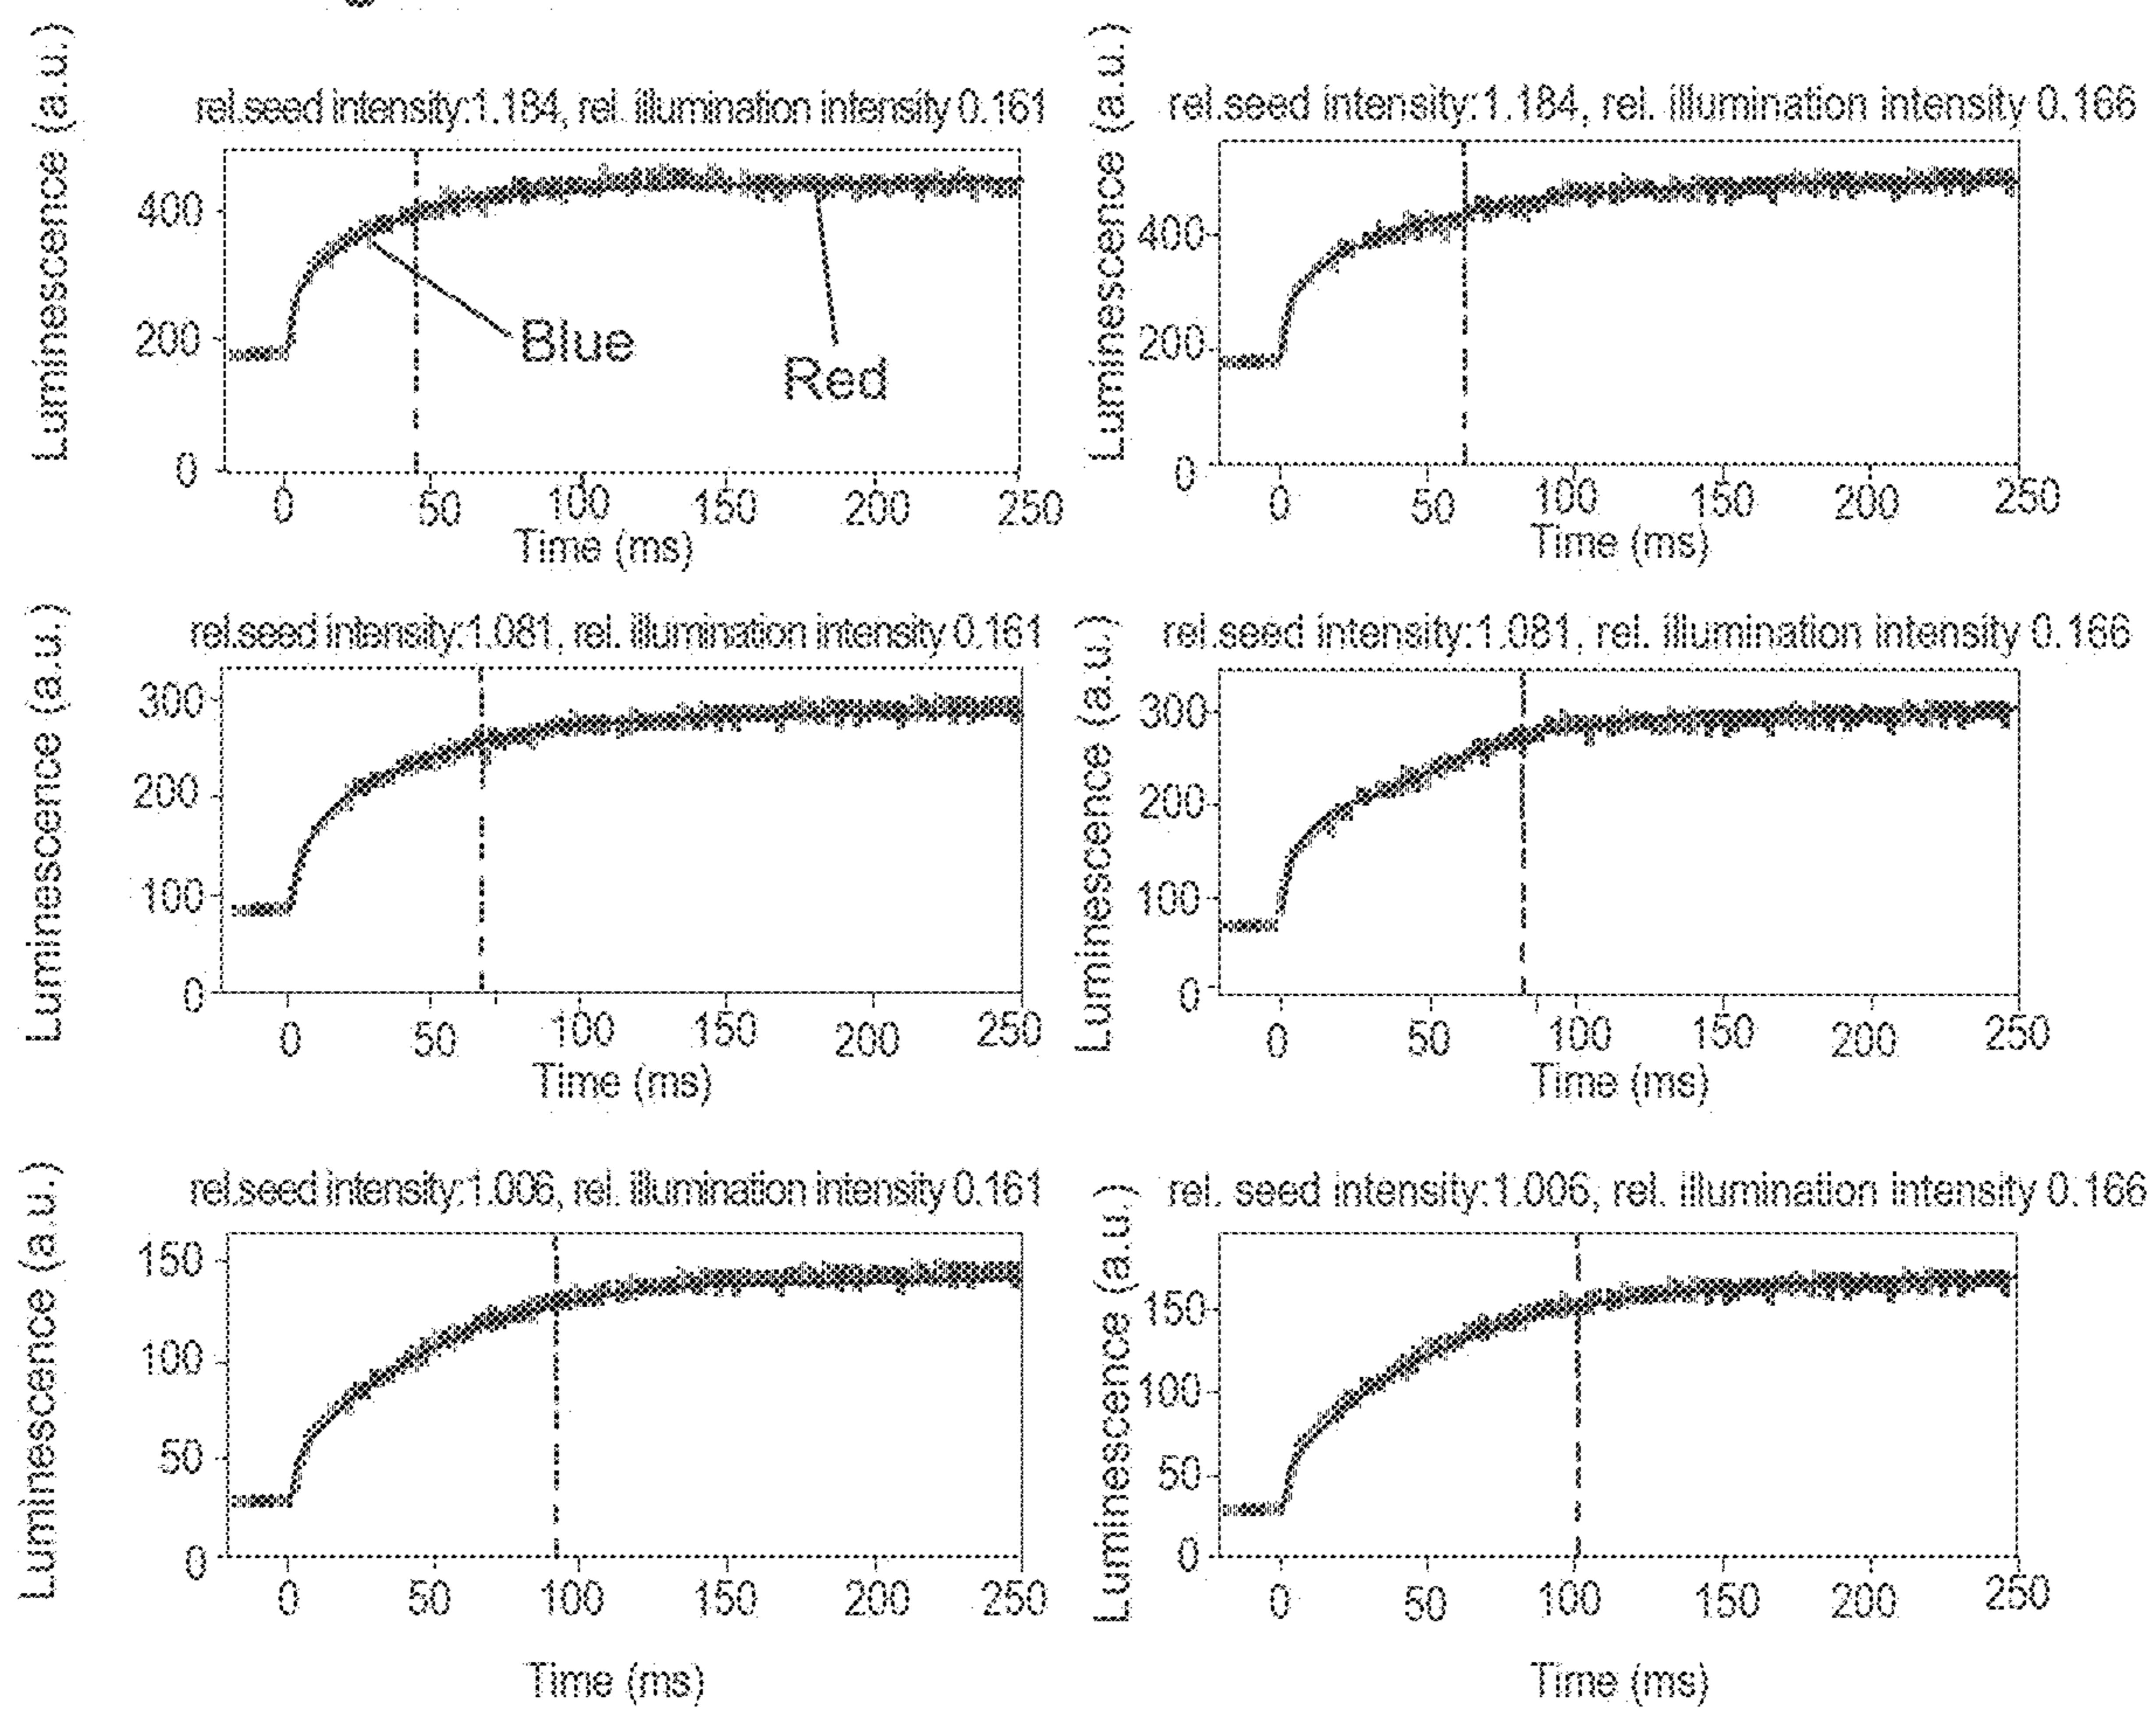 rel.seed intensity:1.184, rel. illumination intensity 0.161
Luminescence (a.u.)
400
200
0
Blue
Red
0 50 100 150 200 250
Time (ms)
rel.seed intensity:1.184, rel. illumination intensity 0.166
Luminescence (a.u.)
400
200
0
0 50 100 150 200 250
Time (ms)
rel.seed intensity:1.081, rel. illumination intensity 0.161
Luminescence (a.u.)
300
200
100
0
0 50 100 150 200 250
Time (ms)
rel.seed intensity:1.081, rel. illumination intensity 0.166
Luminescence (a.u.)
300
200
100
0
0 50 100 150 200 250
Time (ms)
rel.seed intensity:1.006, rel. illumination intensity 0.161
Luminescence (a.u.)
150
100
50
0
0 50 100 150 200 250
Time (ms)
rel. seed intensity:1.006, rel. illumination intensity 0.166
Luminescence (a.u.)
150
100
50
0
0 50 100 150 200 250
Time (ms)